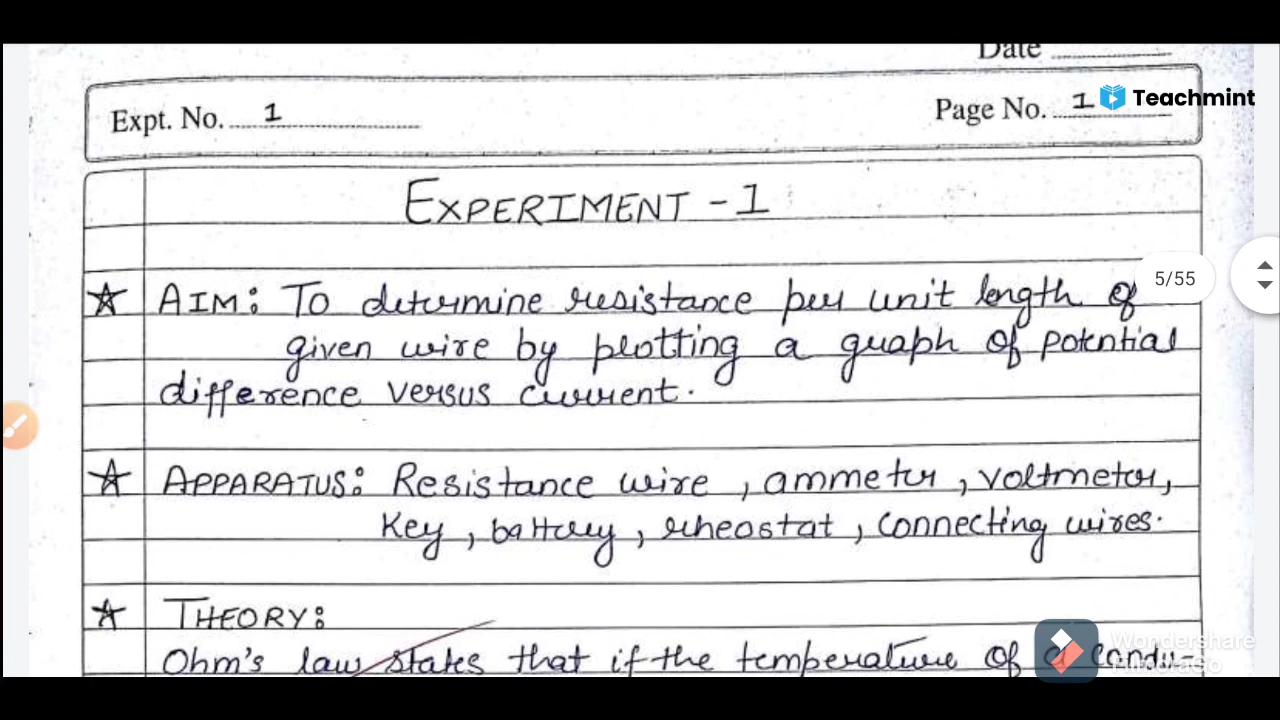 Date
Expt. No. 1
Page No. 1
Teachmint
EXPERIMENT - 1
5/55
☆ AIM: To determine resistance per unit length of
given wire by plotting a graph of potential
difference versus current.
☆ APPARATUS: Resistance wire, ammeter, voltmeter,
Key, battery, rheostat, connecting wires.
☆ THEORY:
Ohm's law states that if the temperature of a condu-
Wondershare
FilmoraGo